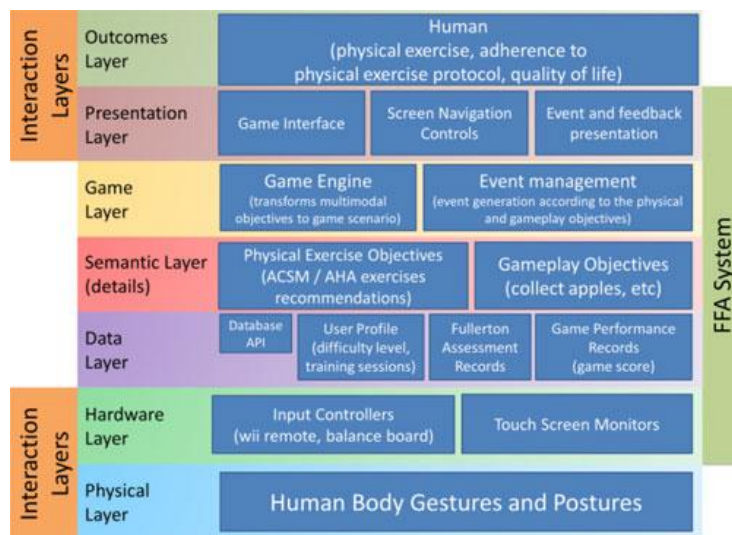 Interaction
Layers
Outcomes
Layer
Human
(physical exercise, adherence to
physical exercise protocol, quality of life)
Presentation
Layer
Game Interface
Screen Navigation
Controls
Event and feedback
presentation
Game
Layer
Game Engine
(transforms multimodal
objectives to game scenario)
Event management
(event generation according to the physical
and gameplay objectives)
Semantic Layer
(details)
Physical Exercise Objectives
(ACSM / AHA exercises
recommendations)
Gameplay Objectives
(collect apples, etc)
Data
Layer
Database
API
User Profile
(difficulty level,
training sessions)
Fullerton
Assessment
Records
Game Performance
Records
(game score)
FFA System
Interaction
Layers
Hardware
Layer
Input Controllers
(wii remote, balance board)
Touch Screen Monitors
Physical
Layer
Human Body Gestures and Postures